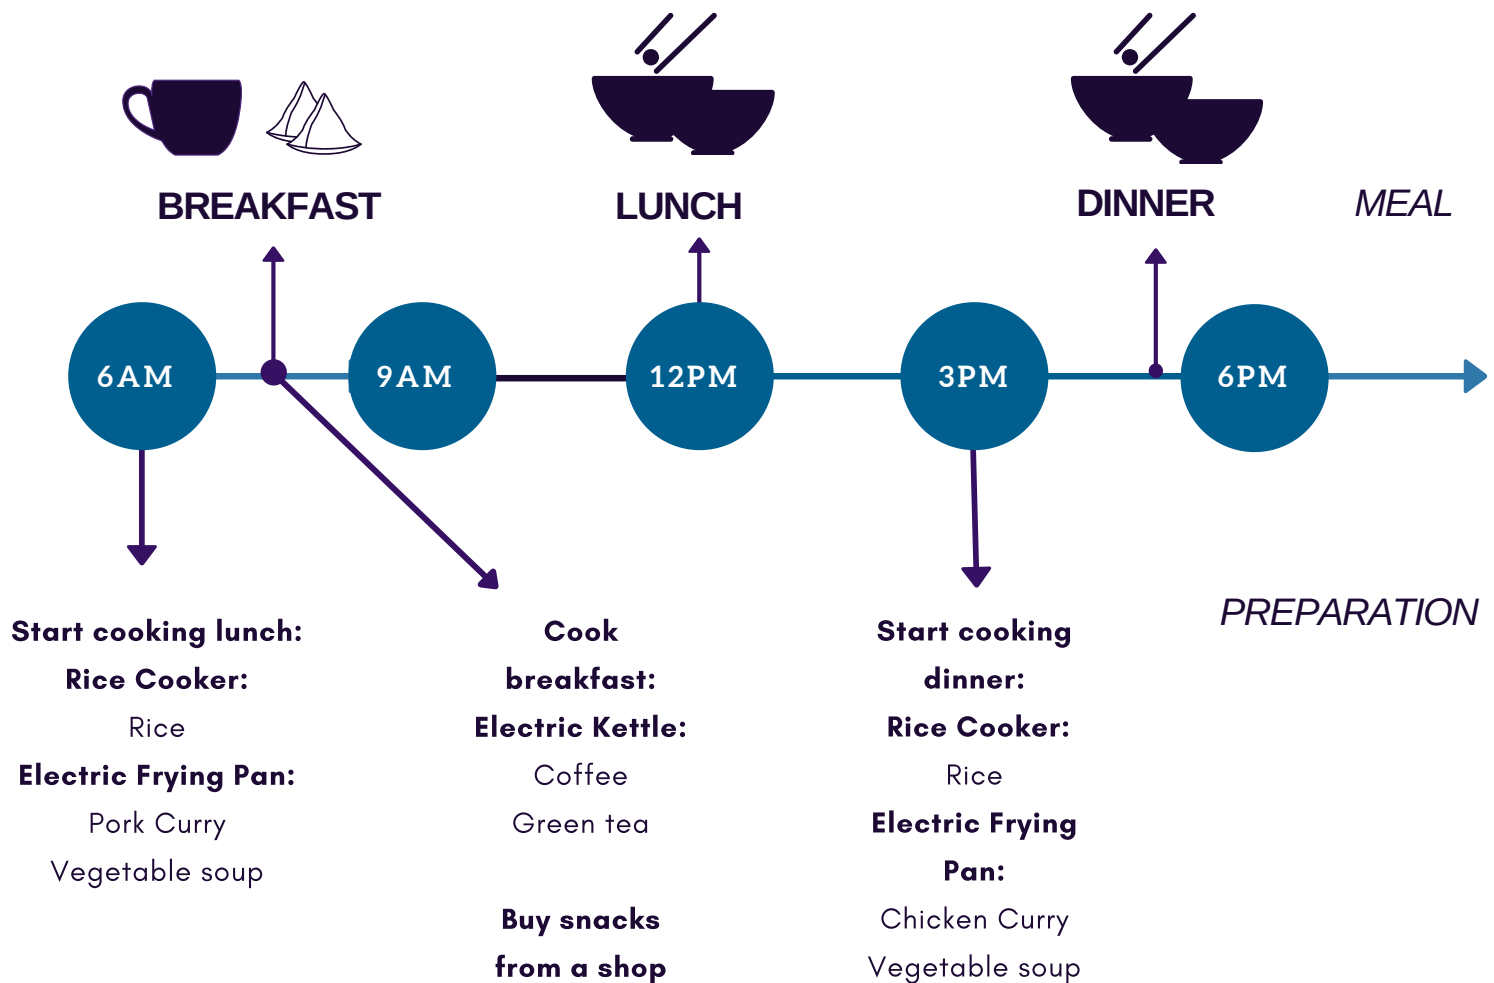 BREAKFAST
LUNCH
DINNER
MEAL
6AM
9AM
12PM
3PM
6PM
PREPARATION
Start cooking lunch:
Rice Cooker:
Rice
Electric Frying Pan:
Pork Curry
Vegetable soup
Cook
breakfast:
Electric Kettle:
Coffee
Green tea
Buy snacks
from a shop
Start cooking
dinner:
Rice Cooker:
Rice
Electric Frying
Pan:
Chicken Curry
Vegetable soup